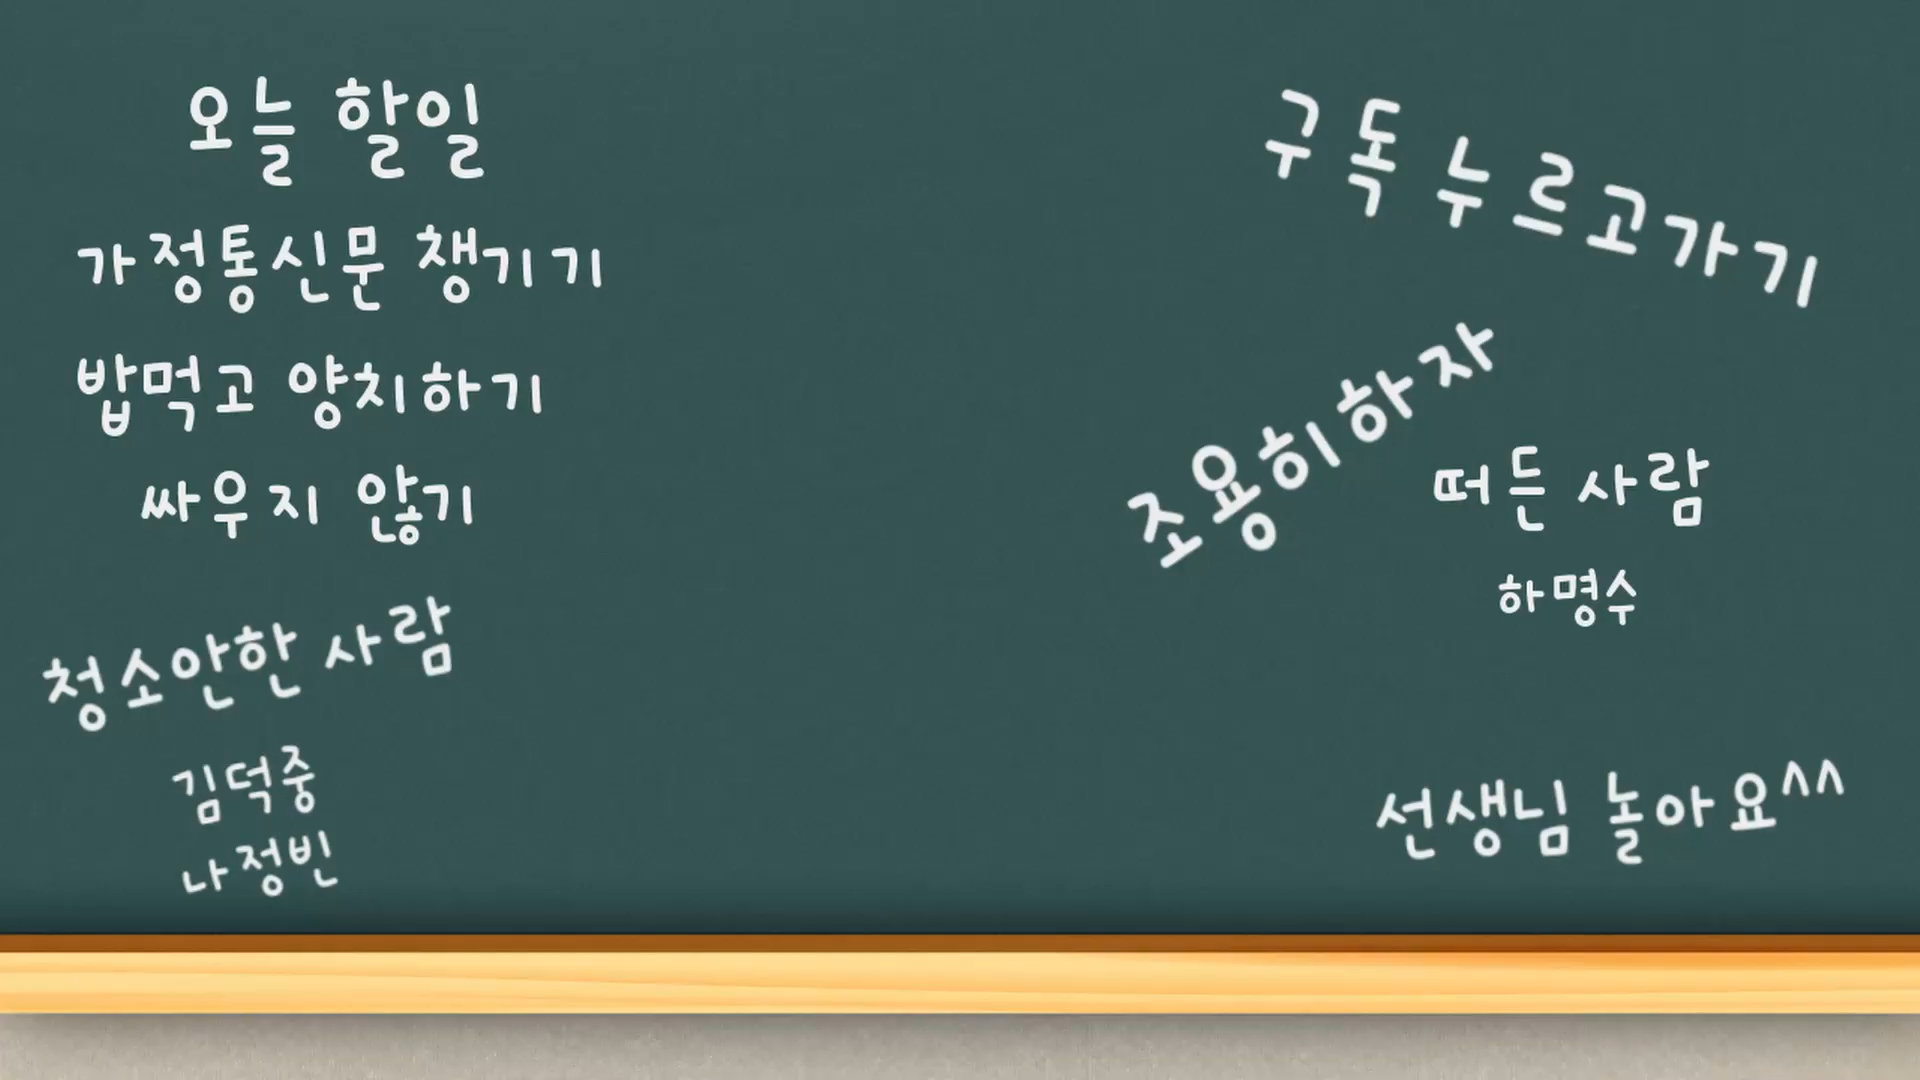 오늘 할일
가정통신문 챙기기
밥먹고 양치하기
싸우지 않기
청소안한 사람
김덕중
나정빈
구독 누르고가기
조용히하자
떠든 사람
하명수
선생님 놀아요^^